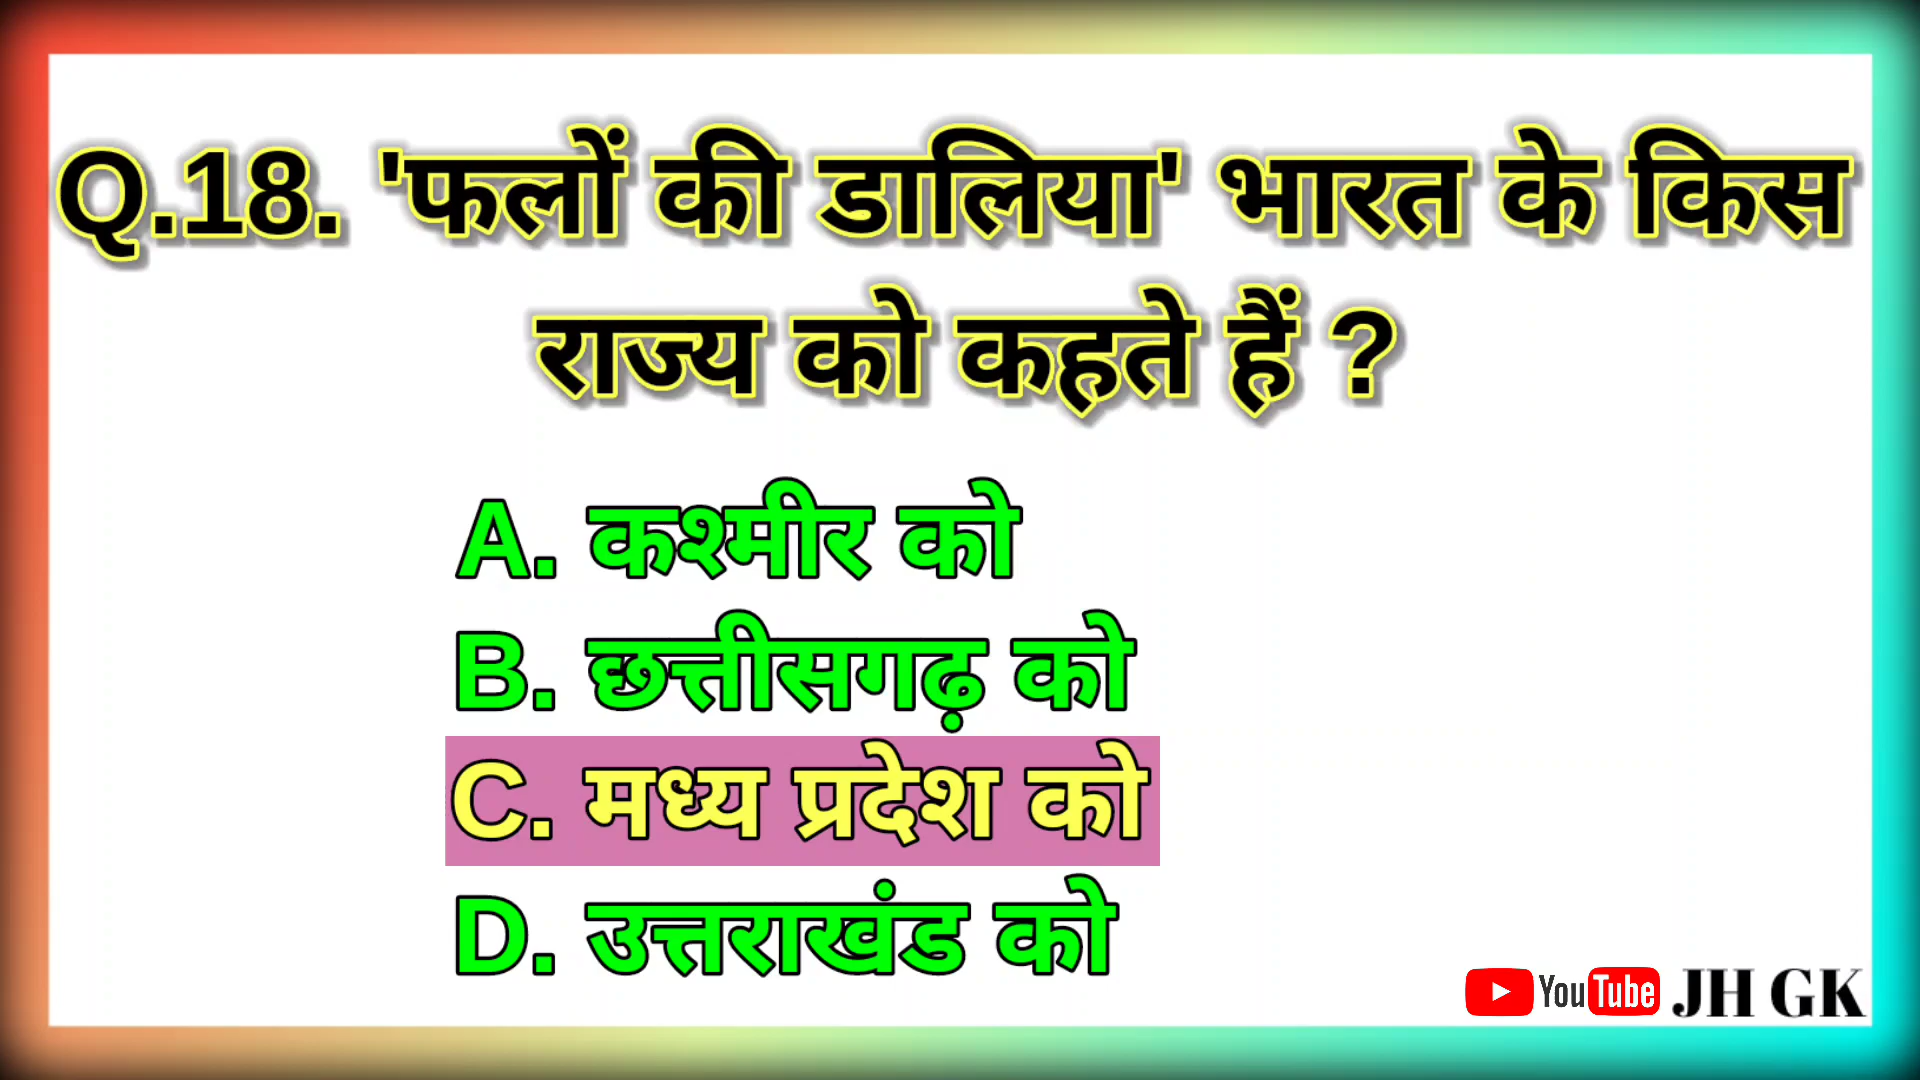 Q.18. 'फलों की डालिया' भारत के किस
राज्य को कहते हैं ?
A. कश्मीर को
B. छत्तीसगढ़ को
C. मध्य प्रदेश को
D. उत्तराखंड को
YouTube JH GK